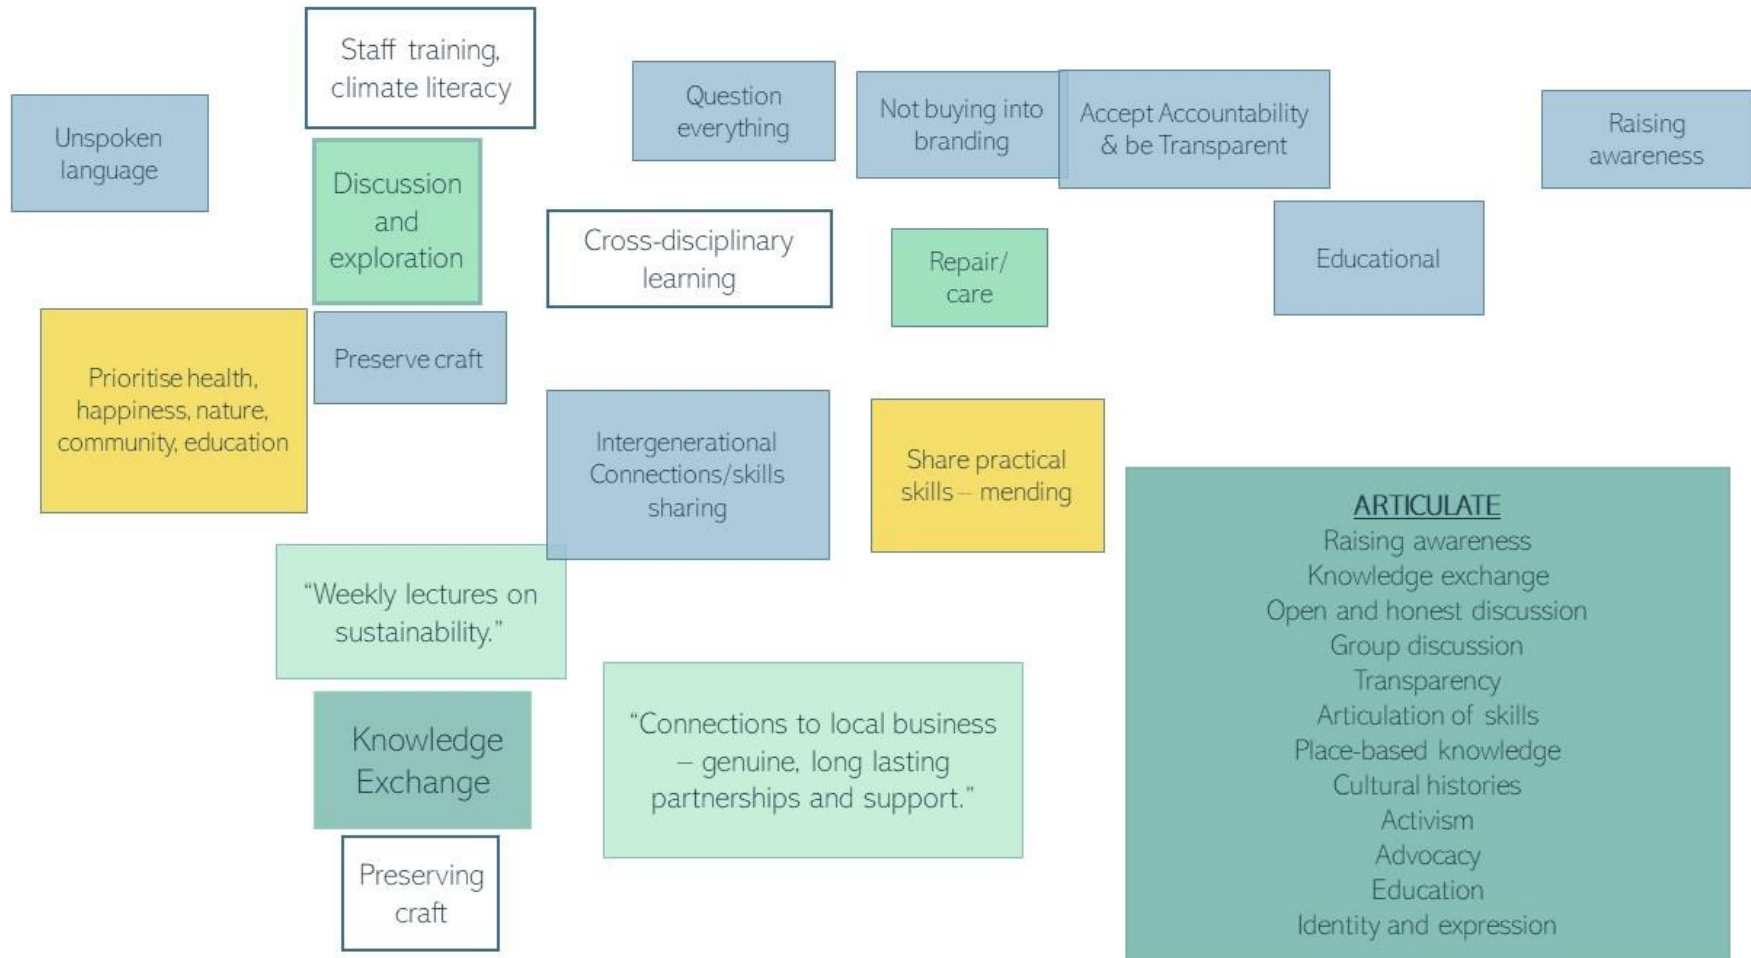 Staff training,
climate literacy
Unspoken
language
Question
everything
Not buying into
branding
Accept Accountability
& be Transparent
Raising
awareness
Discussion
and
exploration
Cross-disciplinary
learning
Repair/
care
Educational
Prioritise health,
happiness, nature,
community, education
Preserve craft
Intergenerational
Connections/skills
sharing
Share practical
skills – mending
“Weekly lectures on
sustainability.”
Knowledge
Exchange
“Connections to local business
– genuine, long lasting
partnerships and support.”
Preserving
craft
ARTICULATE
Raising awareness
Knowledge exchange
Open and honest discussion
Group discussion
Transparency
Articulation of skills
Place-based knowledge
Cultural histories
Activism
Advocacy
Education
Identity and expression